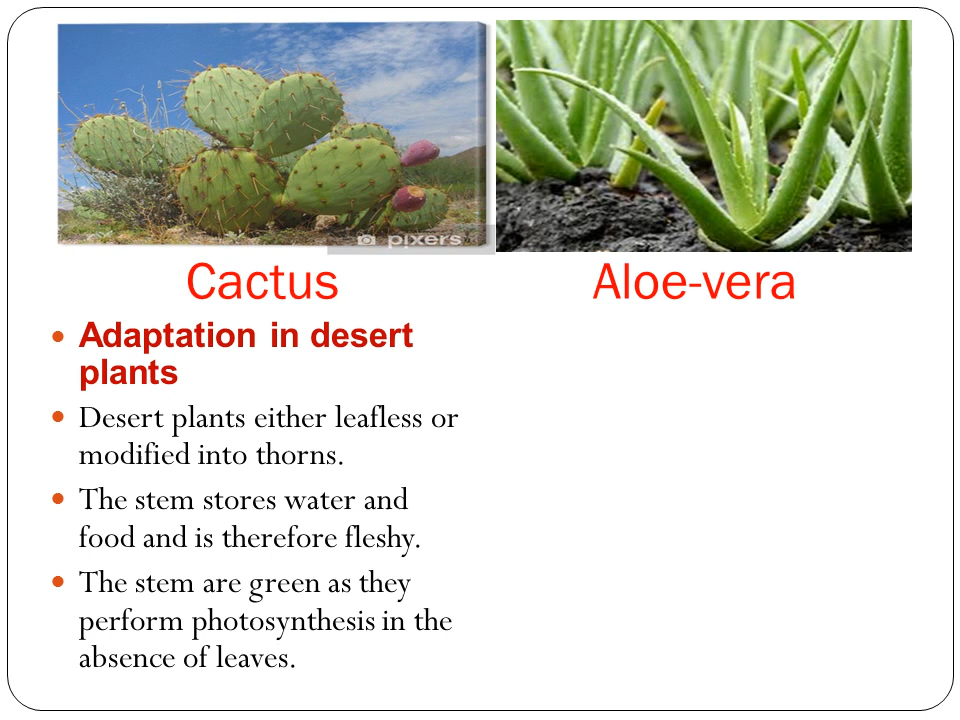 pixers
Cactus
Aloe-vera
Adaptation in desert
plants
Desert plants either leafless or
modified into thorns.
The stem stores water and
food and is therefore fleshy.
The stem are green as they
perform photosynthesis in the
absence of leaves.